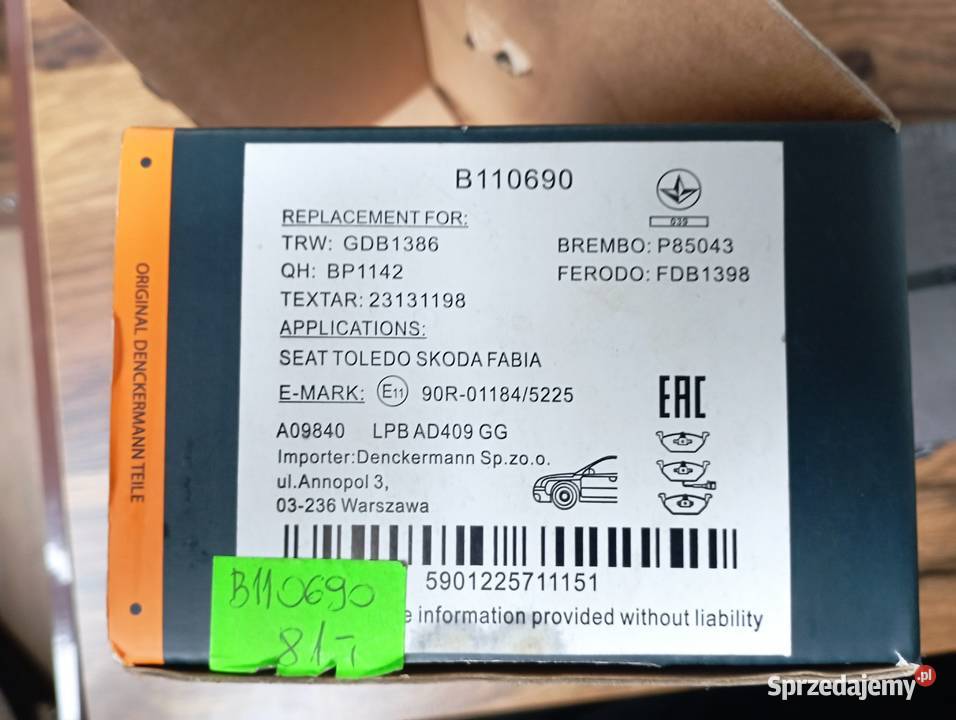 B110690
039
REPLACEMENT FOR:
TRW: GDB1386
BREMBO: P85043
QH: BP1142
FERODO: FDB1398
TEXTAR: 23131198
APPLICATIONS:
SEAT TOLEDO SKODA FABIA
E-MARK: E11 90R-01184/5225
EAC
A09840 LPB AD409 GG
Importer:Denckermann Sp.zo.o.
ul.Annopol 3,
03-236 Warszawa
5901225711151
e information provided without liability
B110690
81,-
ORIGINAL DENCKERMANN TEILE
Sprzedajemy.pl